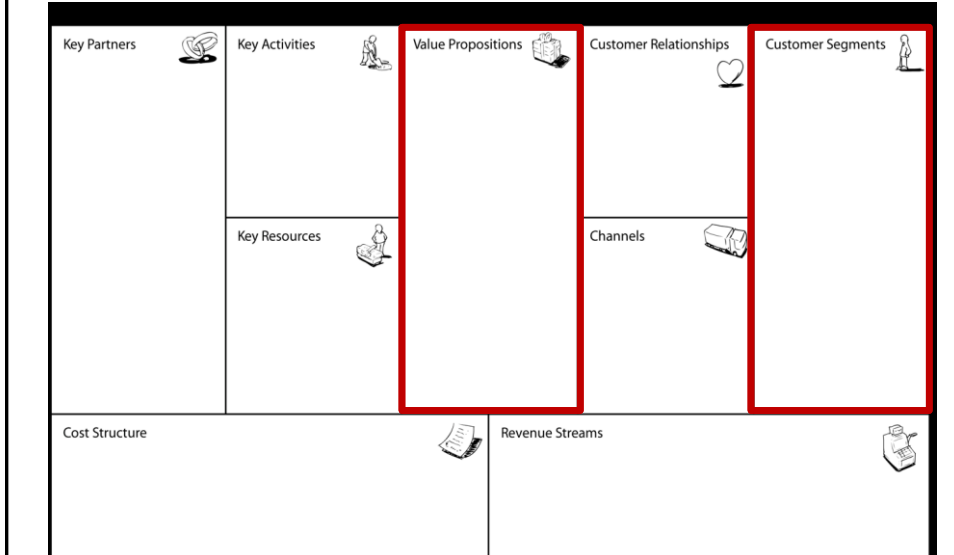 Key Partners
Key Activities
Value Propositions
Customer Relationships
Customer Segments
Key Resources
Channels
Cost Structure
Revenue Streams